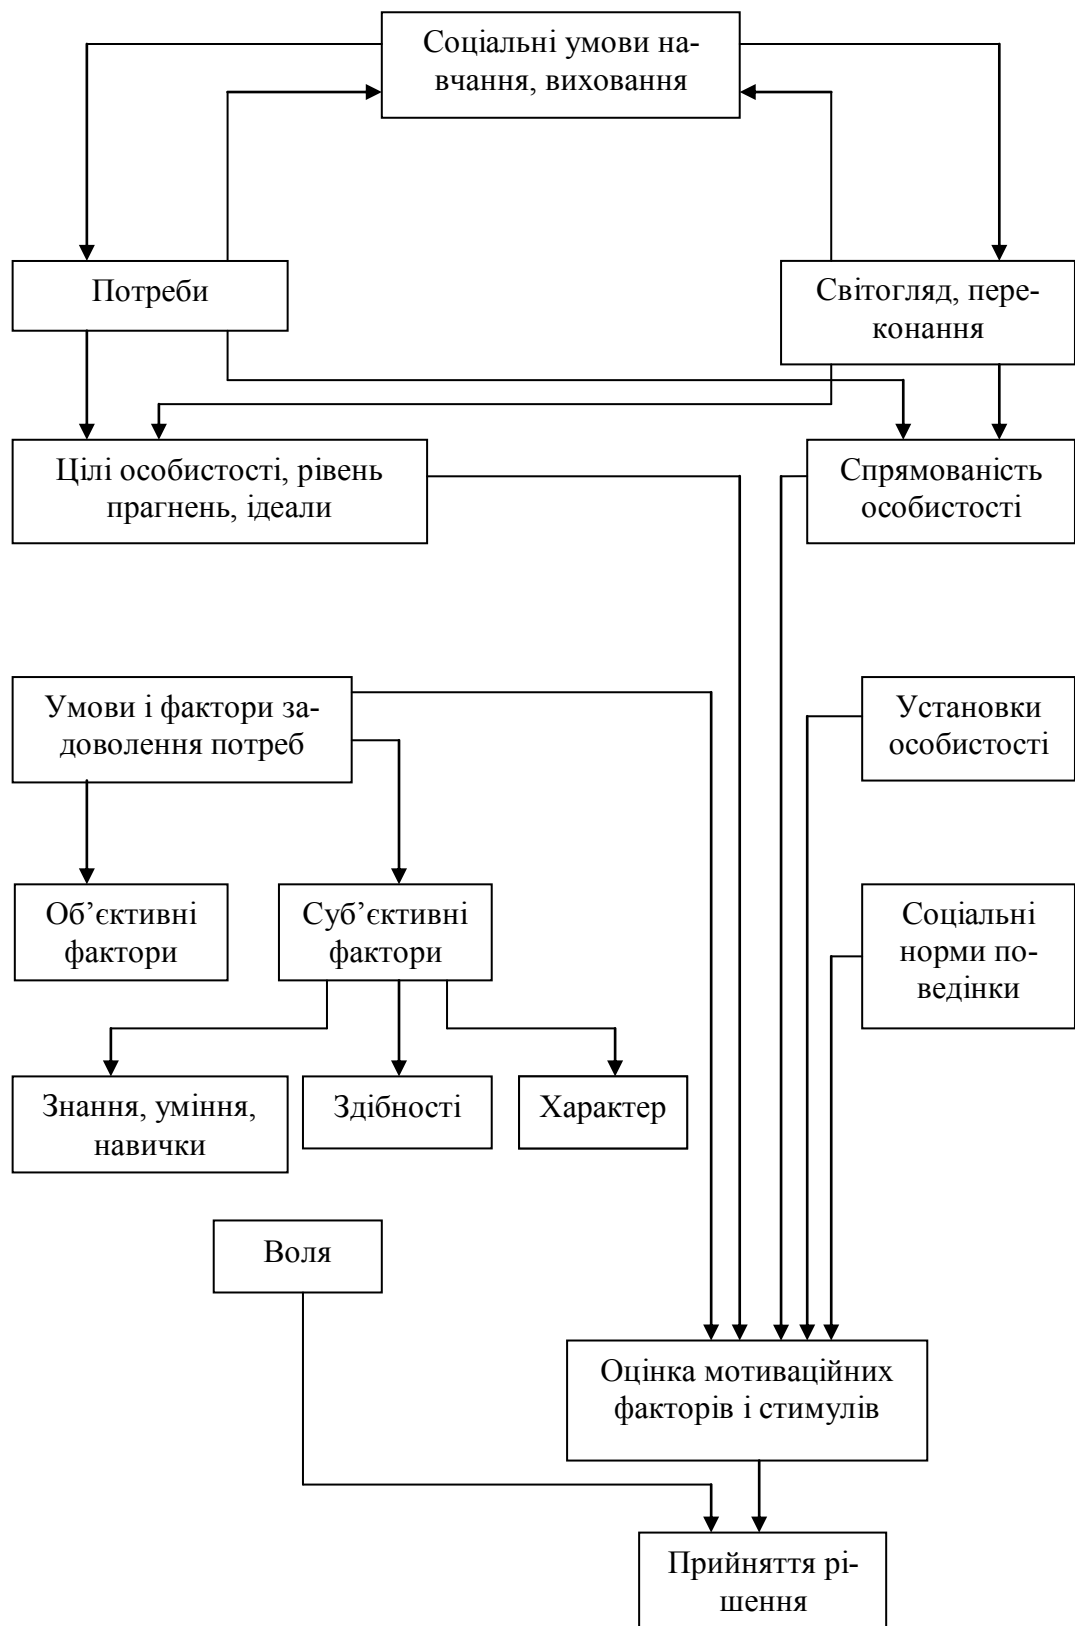 Соціальні умови на-
вчання, виховання
Потреби
Світогляд, пере-
конання
Цілі особистості, рівень
прагнень, ідеали
Спрямованість
особистості
Умови і фактори за-
доволення потреб
Установки
особистості
Об’єктивні
фактори
Суб’єктивні
фактори
Соціальні
норми по-
ведінки
Знання, уміння,
навички
Здібності
Характер
Воля
Оцінка мотиваційних
факторів і стимулів
Прийняття рі-
шення